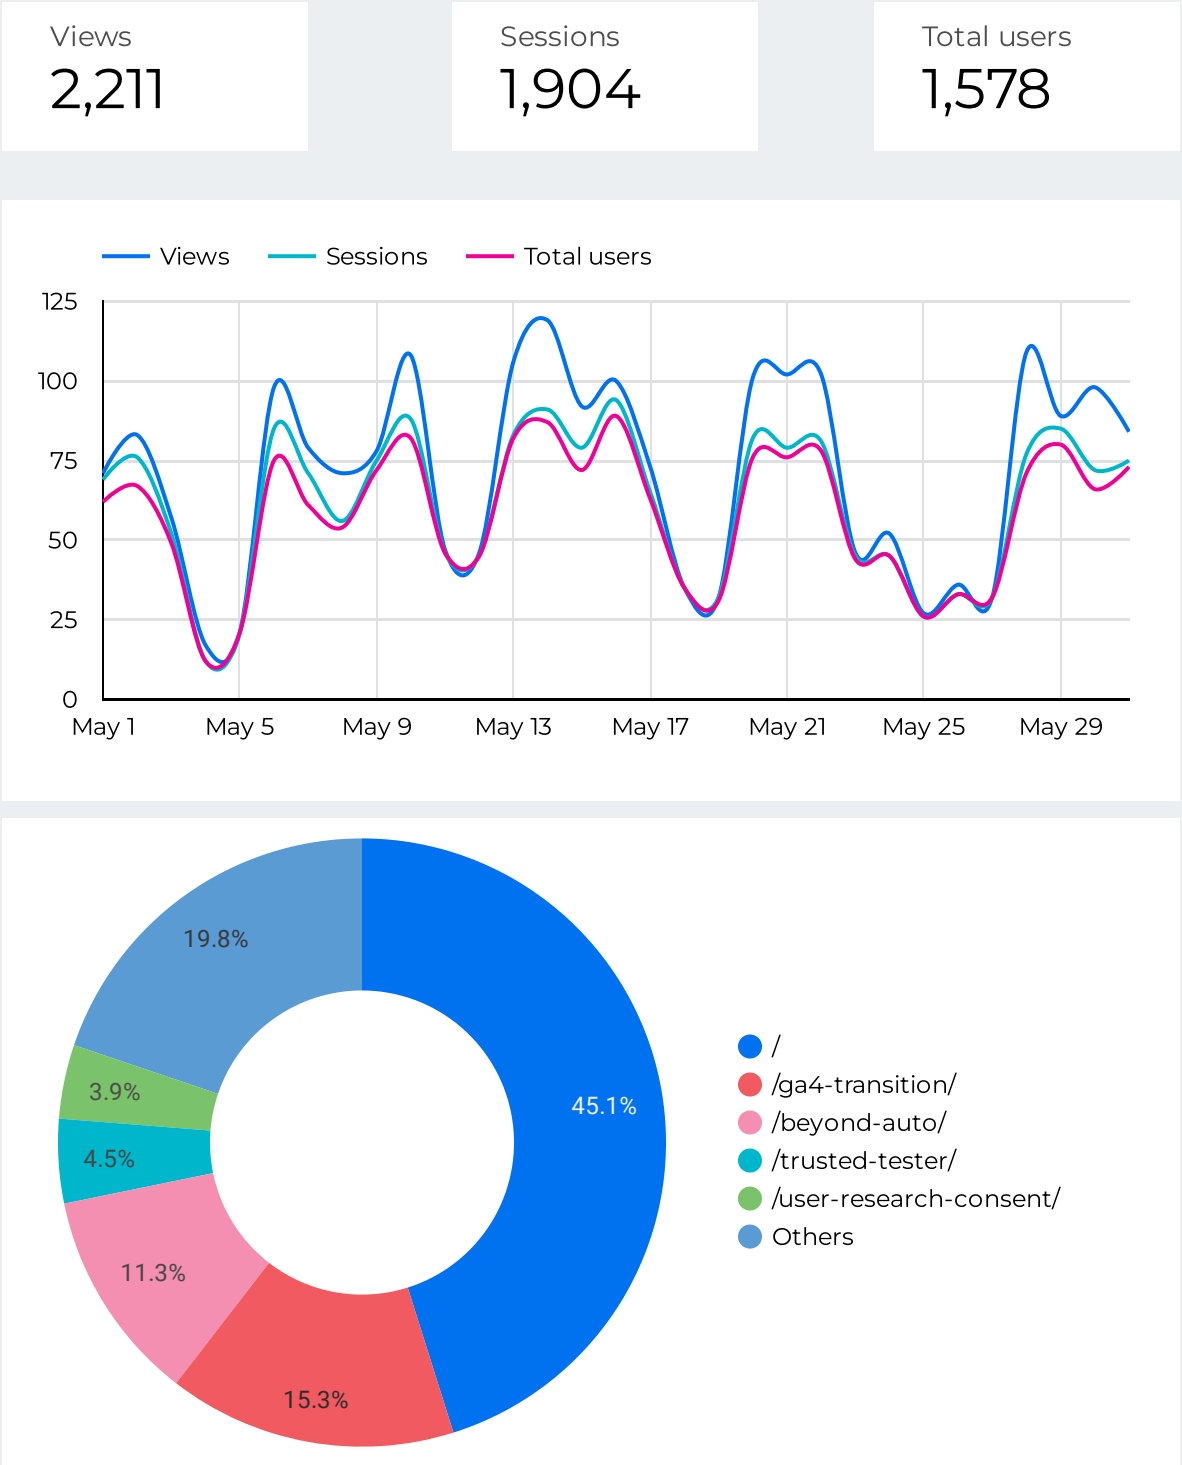 Views
2,211
Sessions
1,904
Total users
1,578
Views Sessions Total users
125
100
75
50
25
0
May 1 May 5 May 9 May 13 May 17 May 21 May 25 May 29
19.8%
3.9%
4.5%
11.3%
15.3%
45.1%
/
/ga4-transition/
/beyond-auto/
/trusted-tester/
/user-research-consent/
Others